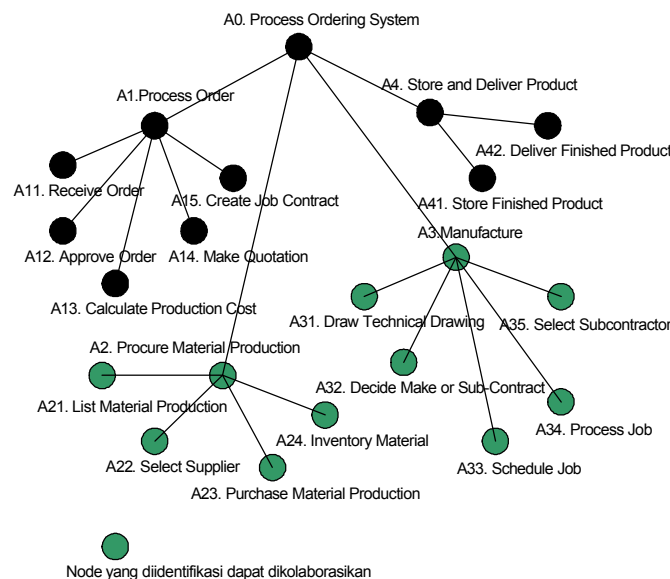 A0. Process Ordering System
A1.Process Order
A4. Store and Deliver Product
A42. Deliver Finished Product
A11. Receive Order
A15. Create Job Contract
A41. Store Finished Product
A12. Approve Order
A14. Make Quotation
A3.Manufacture
A13. Calculate Production Cost
A31. Draw Technical Drawing
A35. Select Subcontractor
A2. Procure Material Production
A32. Decide Make or Sub-Contract
A21. List Material Production
A34. Process Job
A24. Inventory Material
A22. Select Supplier
A33. Schedule Job
A23. Purchase Material Production
Node yang diidentifikasi dapat dikolaborasikan